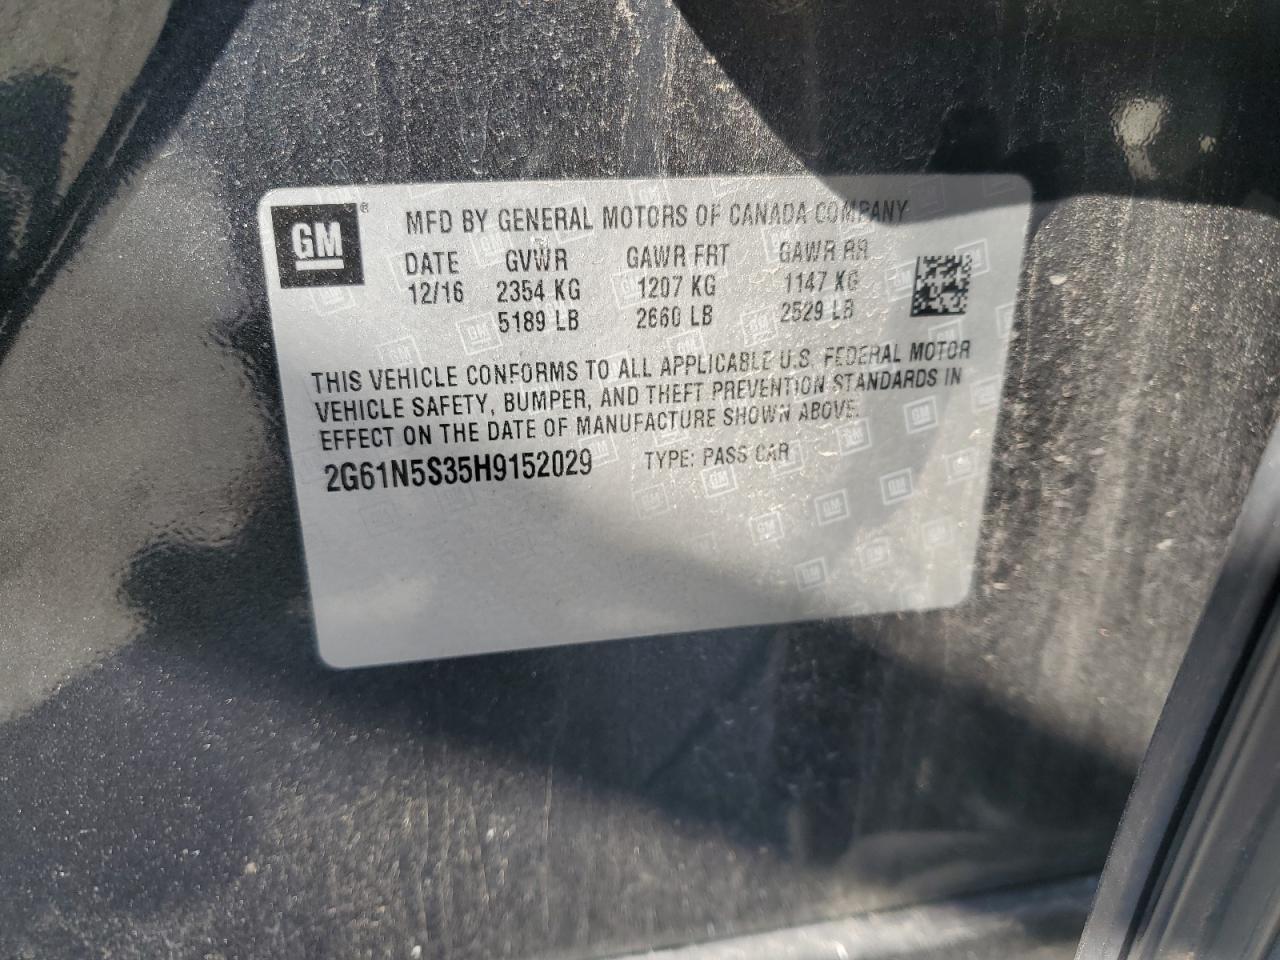 GM®
MFD BY GENERAL MOTORS OF CANADA COMPANY
DATE GVWR GAWR FRT GAWR RR
12/16 2354 KG 1207 KG 1147 KG
5189 LB 2660 LB 2529 LB
THIS VEHICLE CONFORMS TO ALL APPLICABLE U.S. FEDERAL MOTOR
VEHICLE SAFETY, BUMPER, AND THEFT PREVENTION STANDARDS IN
EFFECT ON THE DATE OF MANUFACTURE SHOWN ABOVE.
2G61N5S35H9152029 TYPE: PASS CAR